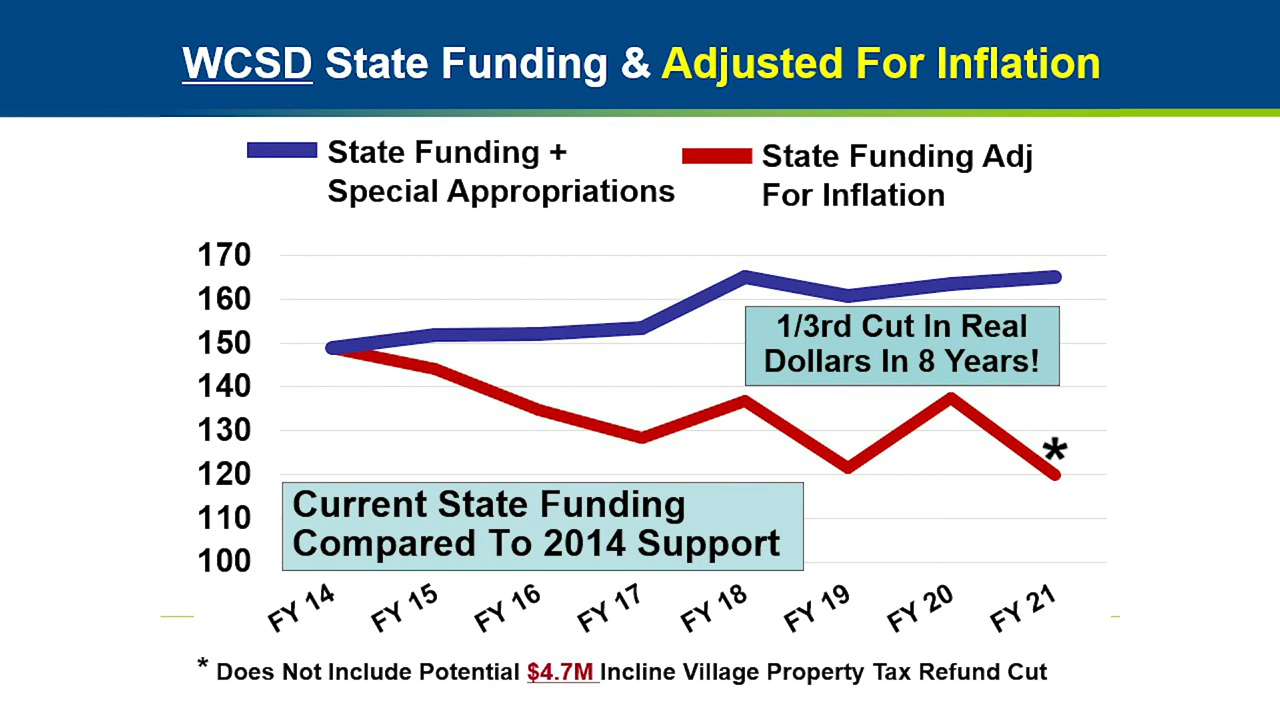 WCSD State Funding & Adjusted For Inflation
State Funding +
Special Appropriations
State Funding Adj
For Inflation
170
160
150
140
130
120
110
100
1/3rd Cut In Real
Dollars In 8 Years!
*
Current State Funding
Compared To 2014 Support
FY 14
FY 15
FY 16
FY 17
FY 18
FY 19
FY 20
FY 21
* Does Not Include Potential $4.7M Incline Village Property Tax Refund Cut